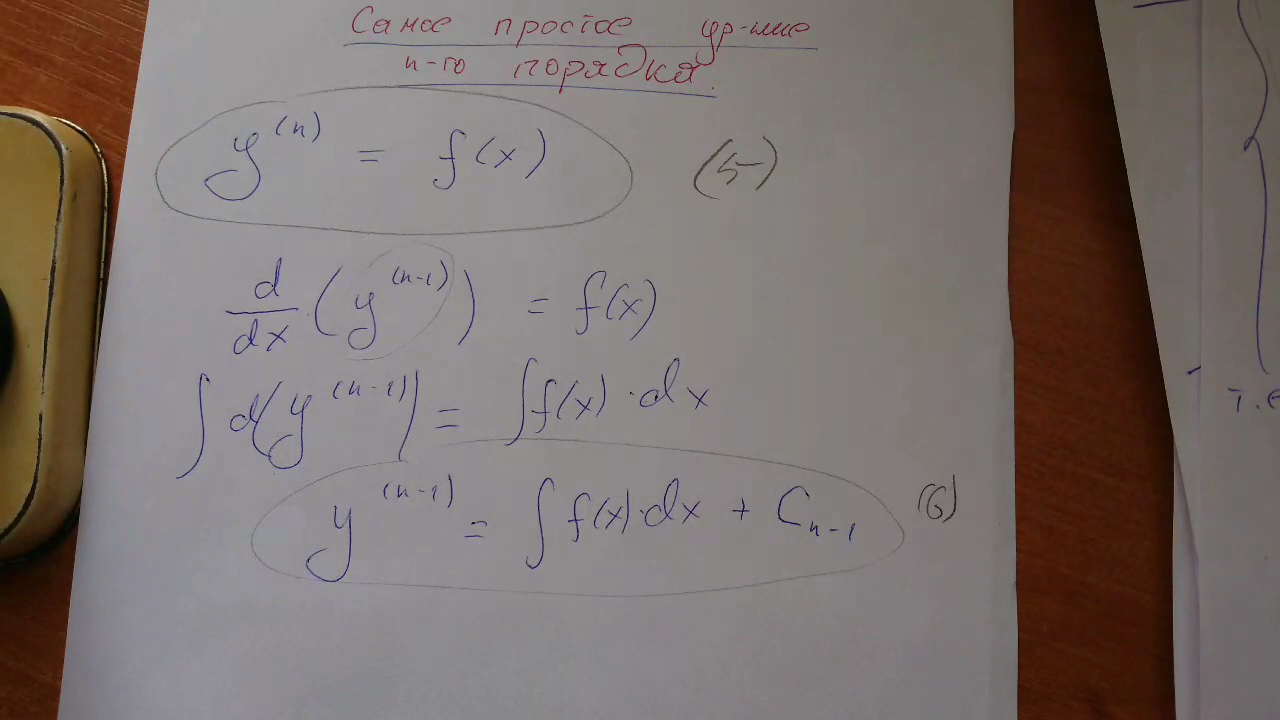 Самое простое ур-ние
n-го порядка.
y^(n) = f(x) (5)
d/dx (y^(n-1)) = f(x)
∫ d(y^(n-1)) = ∫ f(x) · dx
y^(n-1) = ∫ f(x) · dx + C_{n-1} (6)
т.е